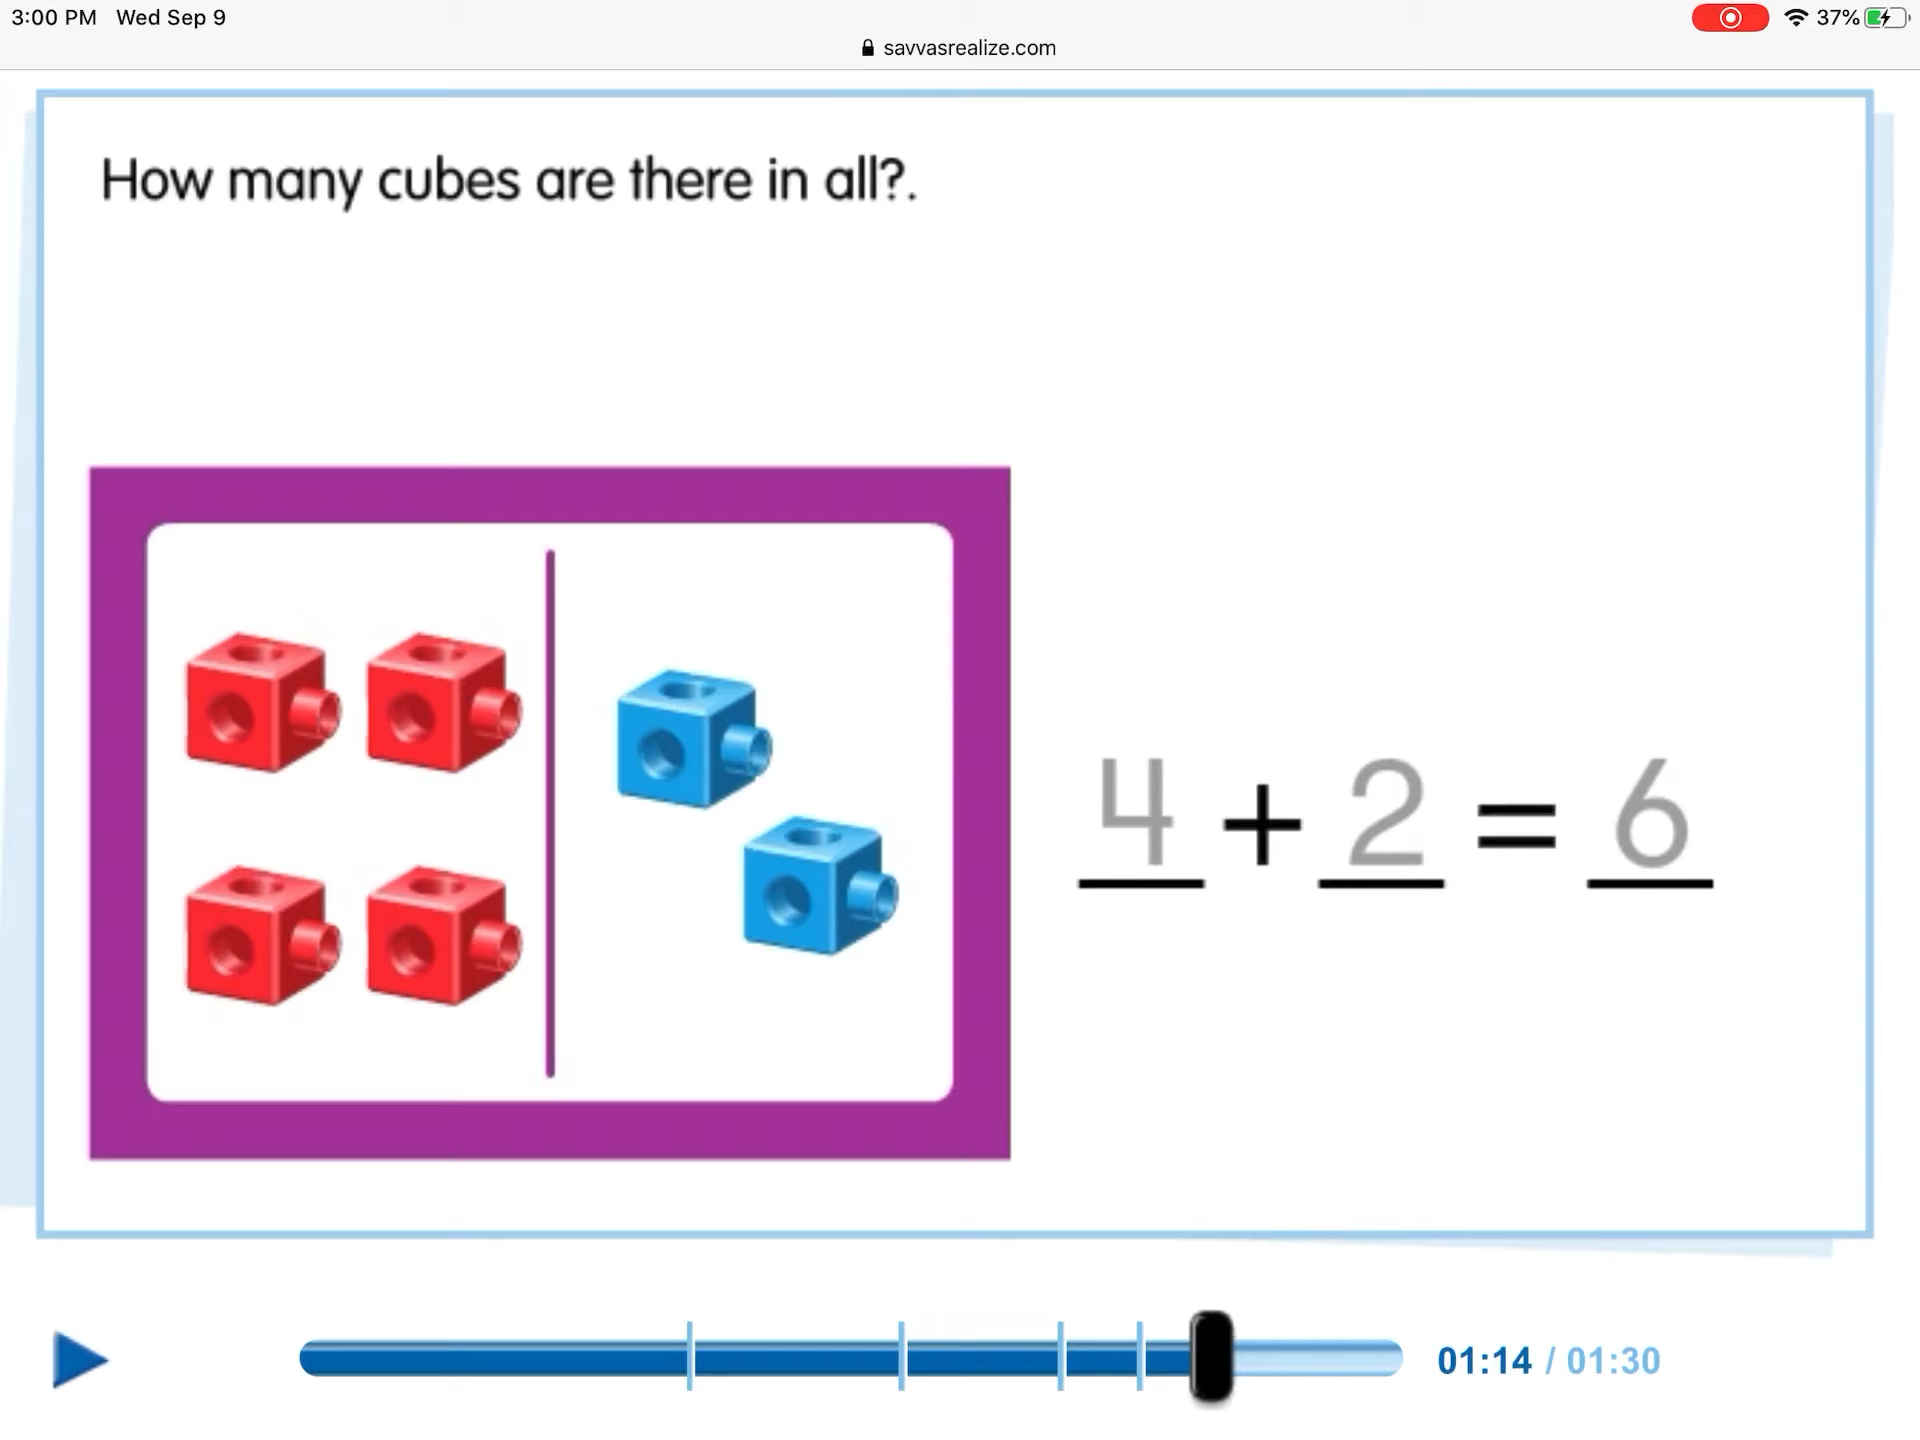 3:00 PM Wed Sep 9
37%
savvasrealize.com
How many cubes are there in all?.
4 + 2 = 6
01:14 / 01:30